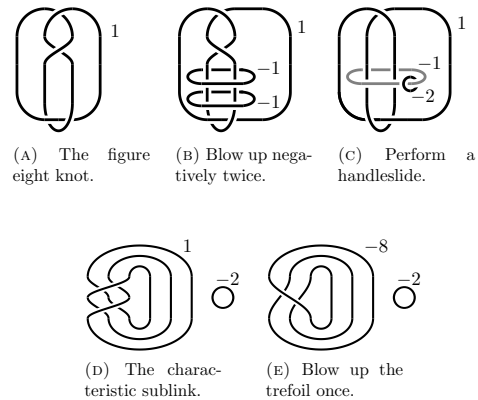 1
1
−1
−1
1
−1
−2
(A) The figure
eight knot.
(B) Blow up nega-
tively twice.
(C) Perform a
handleslide.
1
−2
−8
−2
(D) The charac-
teristic sublink.
(E) Blow up the
trefoil once.